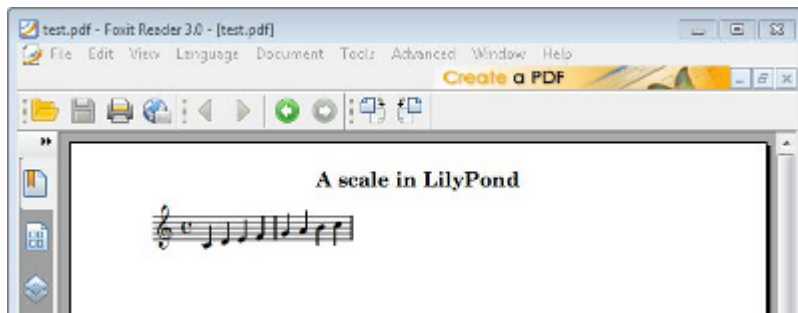 test.pdf - Foxit Reader 3.0 - [test.pdf]
File Edit View Language Document Tools Advanced Window Help
Create a PDF
A scale in LilyPond